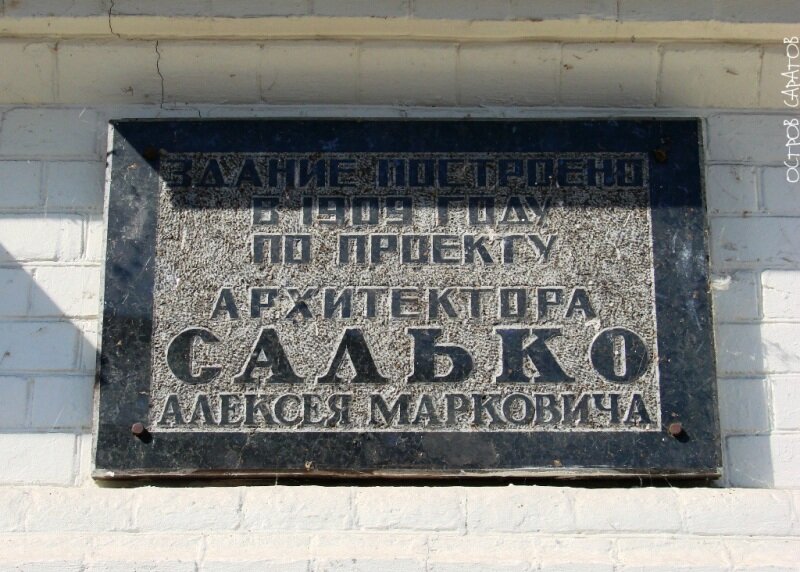 ЗДАНИЕ ПОСТРОЕНО
В 1909 ГОДУ
ПО ПРОЕКТУ
АРХИТЕКТОРА
САЛЬКО
АЛЕКСЕЯ МАРКОВИЧА
ОСТРОВ САРАТОВ